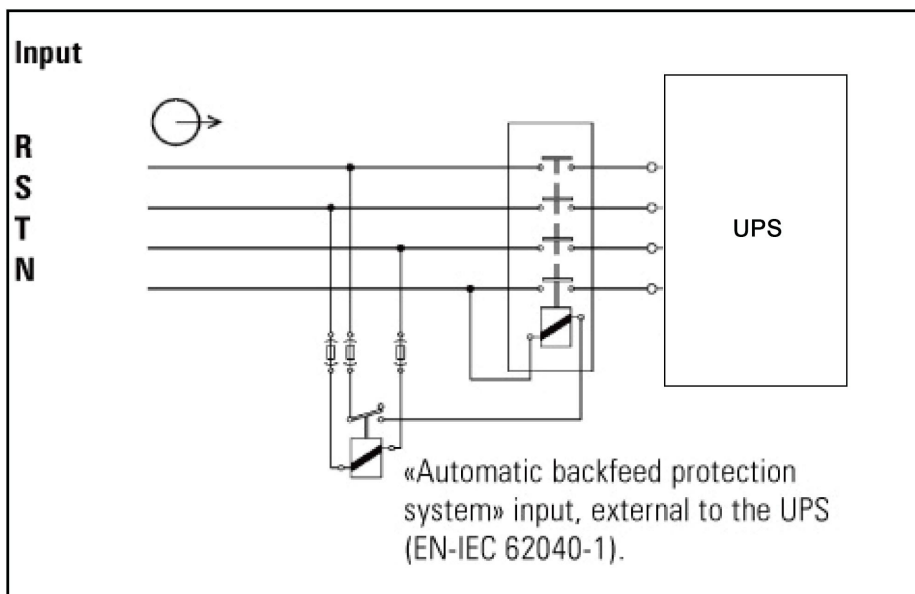 Input
R
S
T
N
UPS
«Automatic backfeed protection
system» input, external to the UPS
(EN-IEC 62040-1).